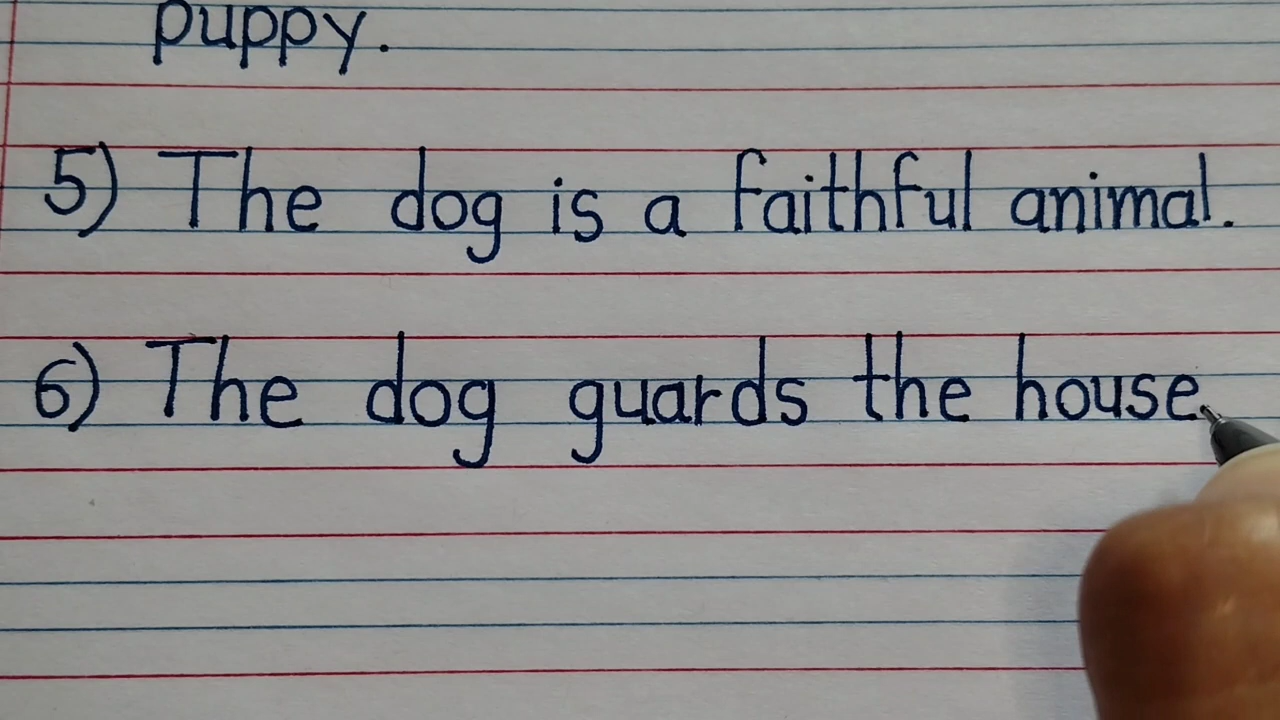 puppy.
5) The dog is a faithful animal.
6) The dog guards the house